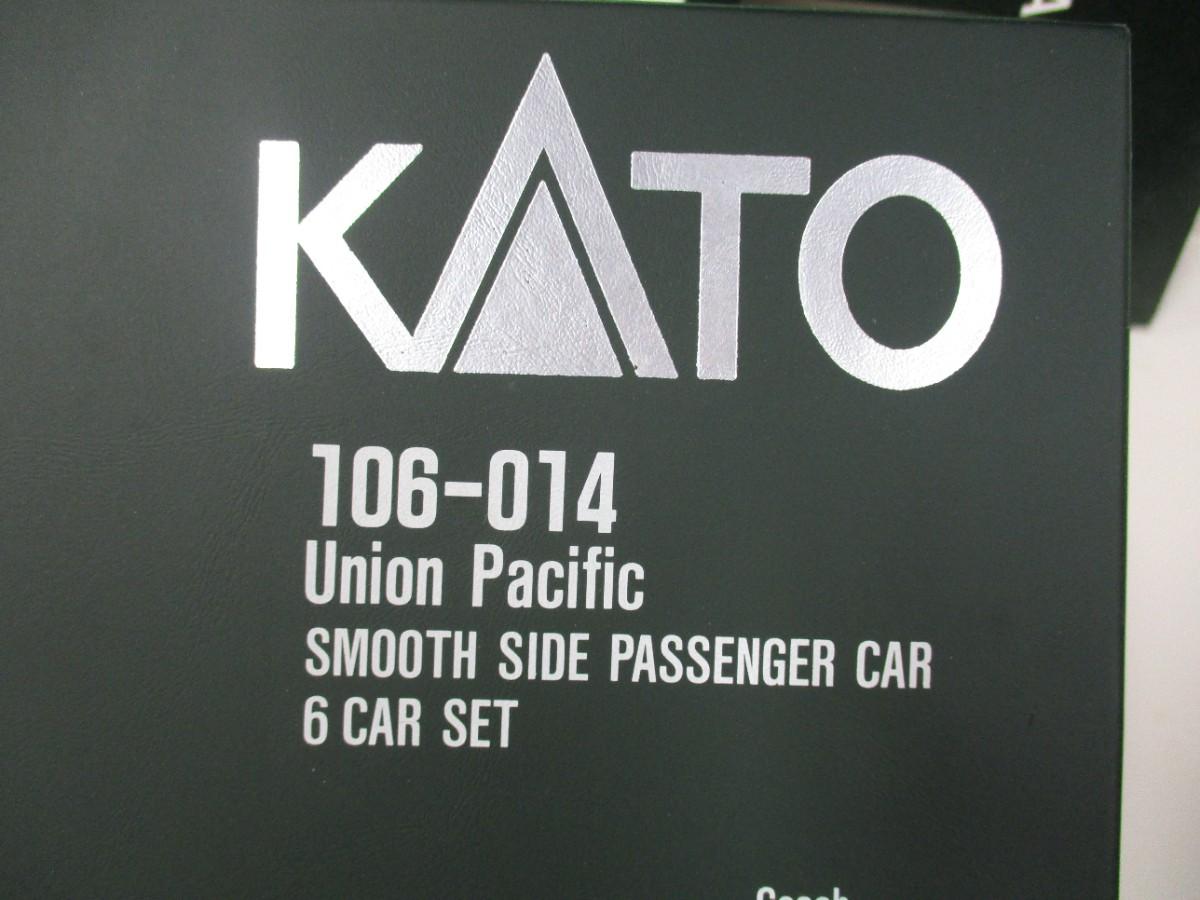 KATO
106-014
Union Pacific
SMOOTH SIDE PASSENGER CAR
6 CAR SET